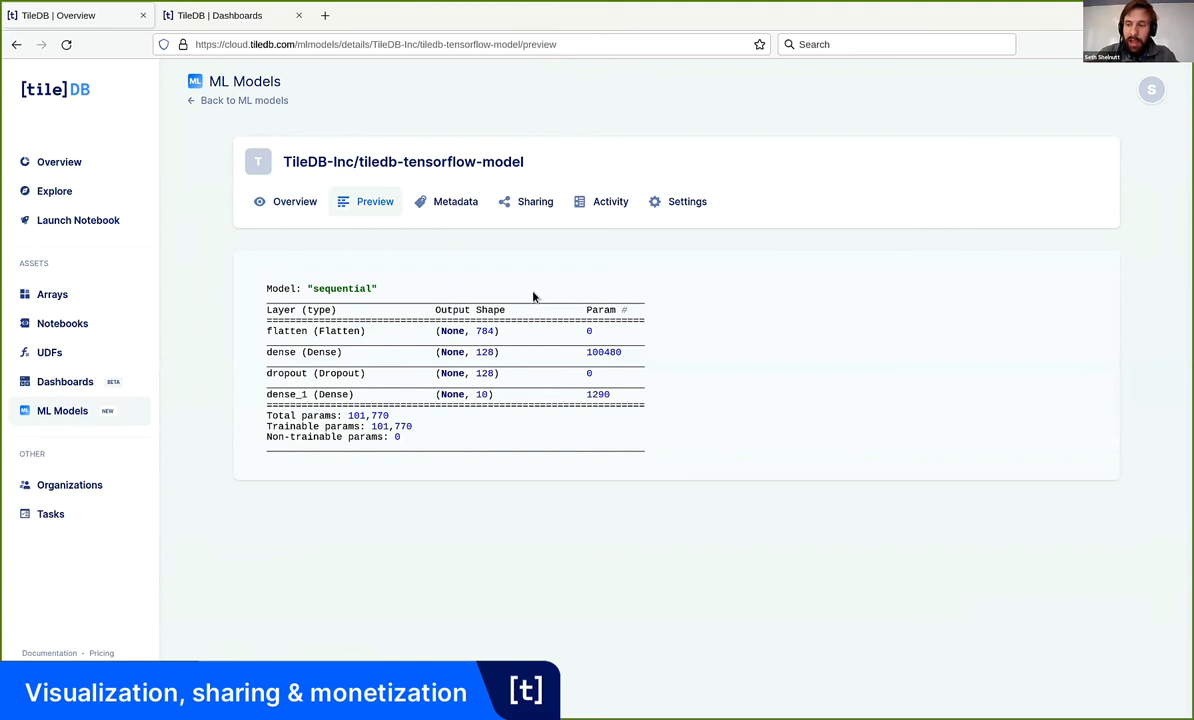 [t] TileDB | Overview
[t] TileDB | Dashboards
https://cloud.tiledb.com/mlmodels/details/TileDB-Inc/tiledb-tensorflow-model/preview
Search
Seth Shelnutt
[tile]DB
ML ML Models
Back to ML models
S
Overview
Explore
Launch Notebook
ASSETS
Arrays
Notebooks
UDFs
Dashboards BETA
ML ML Models NEW
OTHER
Organizations
Tasks
Documentation · Pricing
T TileDB-Inc/tiledb-tensorflow-model
Overview Preview Metadata Sharing Activity Settings
Model: "sequential"
Layer (type) Output Shape Param #
flatten (Flatten) (None, 784) 0
dense (Dense) (None, 128) 100480
dropout (Dropout) (None, 128) 0
dense_1 (Dense) (None, 10) 1290
Total params: 101,770
Trainable params: 101,770
Non-trainable params: 0
Visualization, sharing & monetization [t]